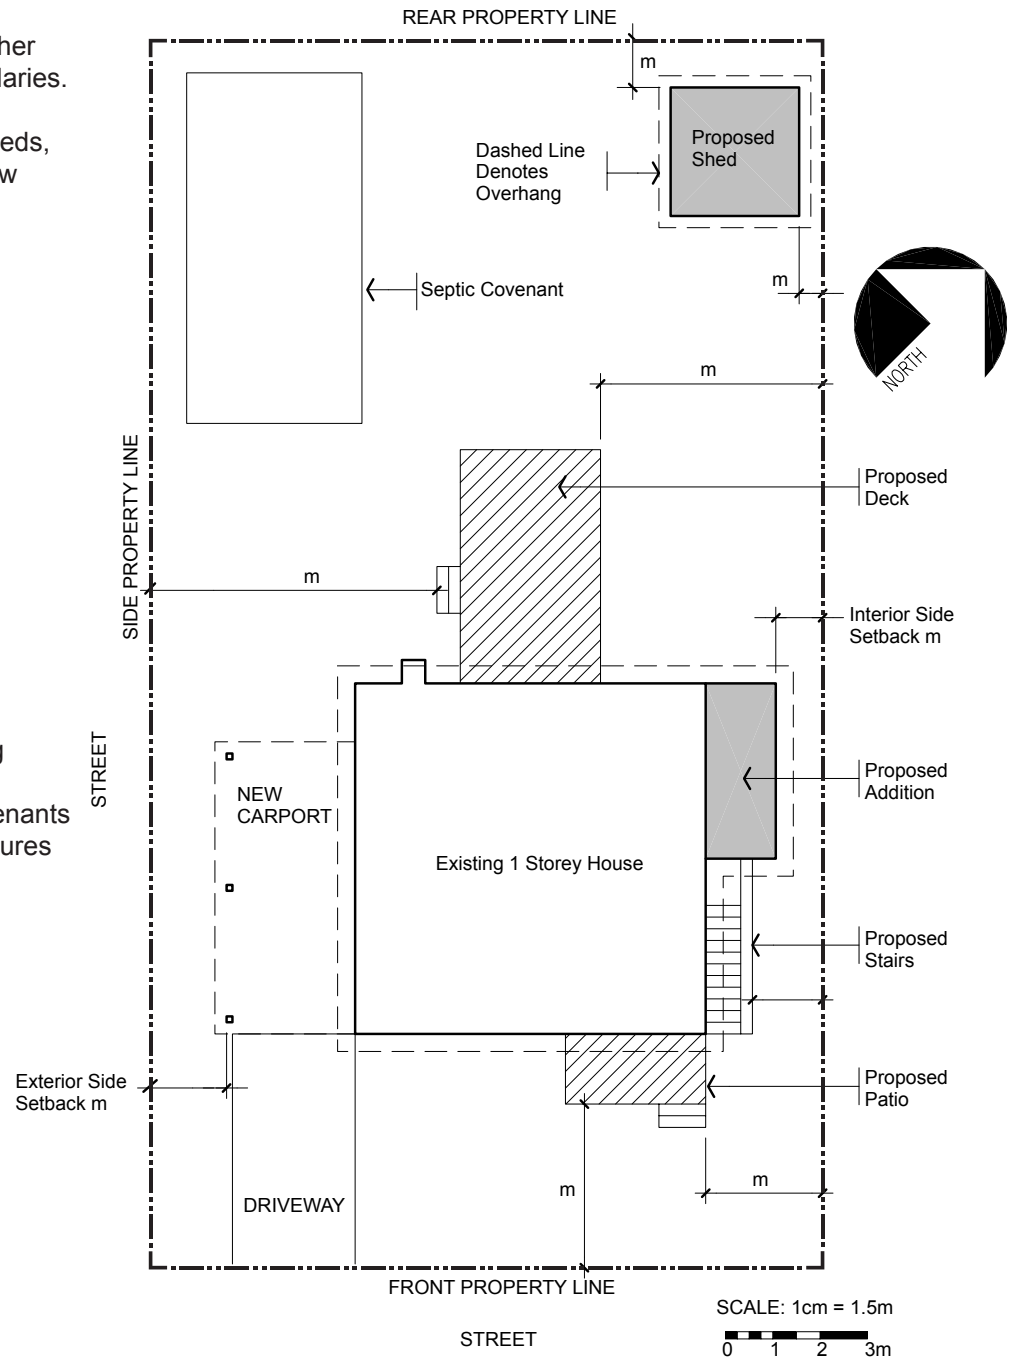 REAR PROPERTY LINE
her
laries.
eds,
w
m
Proposed
Shed
Dashed Line
Denotes
Overhang
m
Septic Covenant
NORTH
m
SIDE PROPERTY LINE
Proposed
Deck
m
Interior Side
Setback m
STREET
g
enants
ures
NEW
CARPORT
Proposed
Addition
Existing 1 Storey House
Proposed
Stairs
Exterior Side
Setback m
Proposed
Patio
DRIVEWAY
m
m
FRONT PROPERTY LINE
SCALE: 1cm = 1.5m
STREET
0 1 2 3m